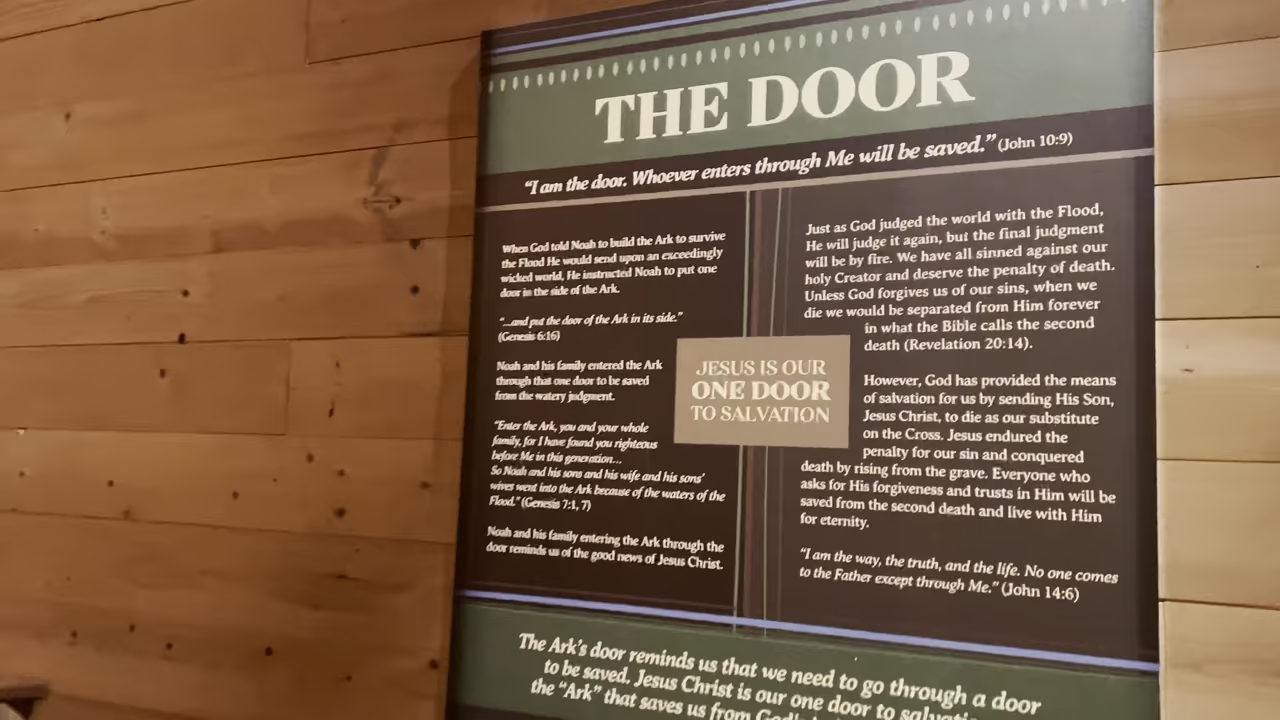 THE DOOR
“I am the door. Whoever enters through Me will be saved.” (John 10:9)
When God told Noah to build the Ark to survive
the Flood He would send upon an exceedingly
wicked world, He instructed Noah to put one
door in the side of the Ark.
“...and put the door of the Ark in its side.”
(Genesis 6:16)
Noah and his family entered the Ark
through that one door to be saved
from the watery judgment.
“Enter the Ark, you and your whole
family, for I have found you righteous
before Me in this generation...
So Noah and his sons and his wife and his sons’
wives went into the Ark because of the waters of the
Flood.” (Genesis 7:1, 7)
Noah and his family entering the Ark through the
door reminds us of the good news of Jesus Christ.
JESUS IS OUR
ONE DOOR
TO SALVATION
Just as God judged the world with the Flood,
He will judge it again, but the final judgment
will be by fire. We have all sinned against our
holy Creator and deserve the penalty of death.
Unless God forgives us of our sins, when we
die we would be separated from Him forever
in what the Bible calls the second
death (Revelation 20:14).
However, God has provided the means
of salvation for us by sending His Son,
Jesus Christ, to die as our substitute
on the Cross. Jesus endured the
penalty for our sin and conquered
death by rising from the grave. Everyone who
asks for His forgiveness and trusts in Him will be
saved from the second death and live with Him
for eternity.
“I am the way, the truth, and the life. No one comes
to the Father except through Me.” (John 14:6)
The Ark’s door reminds us that we need to go through a door
to be saved. Jesus Christ is our one door to
the “Ark” that saves us from